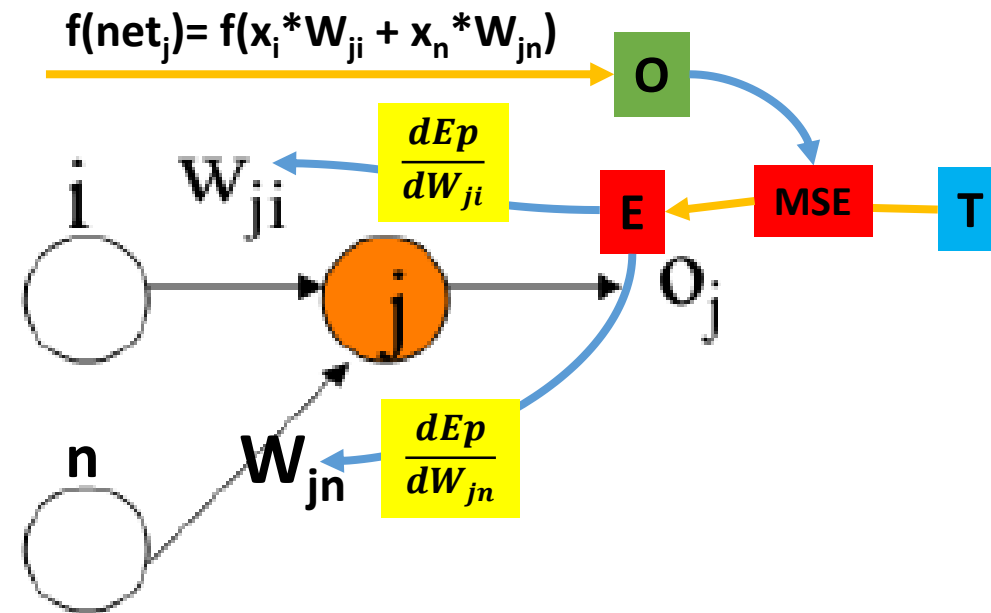 f(netj)= f(xi*Wji + xn*Wjn)
O
dEp
dWji
MSE
T
E
i
wji
j
oj
n
Wjn
dEp
dWjn